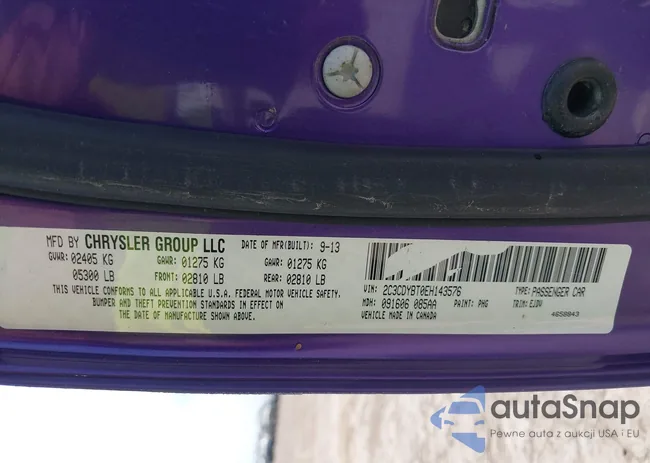 MFD BY CHRYSLER GROUP LLC DATE OF MFR(BUILT): 9-13
GVWR: 02405 KG GAWR: 01275 KG GAWR: 01275 KG
05300 LB FRONT: 02810 LB REAR: 02810 LB
THIS VEHICLE CONFORMS TO ALL APPLICABLE U.S.A. FEDERAL MOTOR VEHICLE SAFETY,
BUMPER AND THEFT PREVENTION STANDARDS IN EFFECT ON
THE DATE OF MANUFACTURE SHOWN ABOVE.
VIN: 2C3CDYBT0EH143576 TYPE: PASSENGER CAR
MDH: 091606 085AA PAINT: PHG TRIM: EJDV
VEHICLE MADE IN CANADA 4658843
autoSnap
Pewne auta z aukcji USA i EU